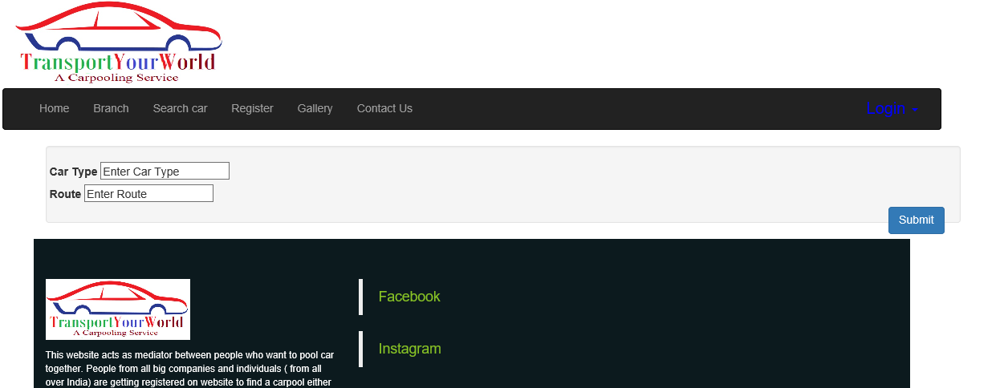 TransportYourWorld
A Carpooling Service
Home Branch Search car Register Gallery Contact Us Login
Car Type Enter Car Type
Route Enter Route
Submit
TransportYourWorld
A Carpooling Service
This website acts as mediator between people who want to pool car
together. People from all big companies and individuals ( from all
over India) are getting registered on website to find a carpool either
Facebook
Instagram